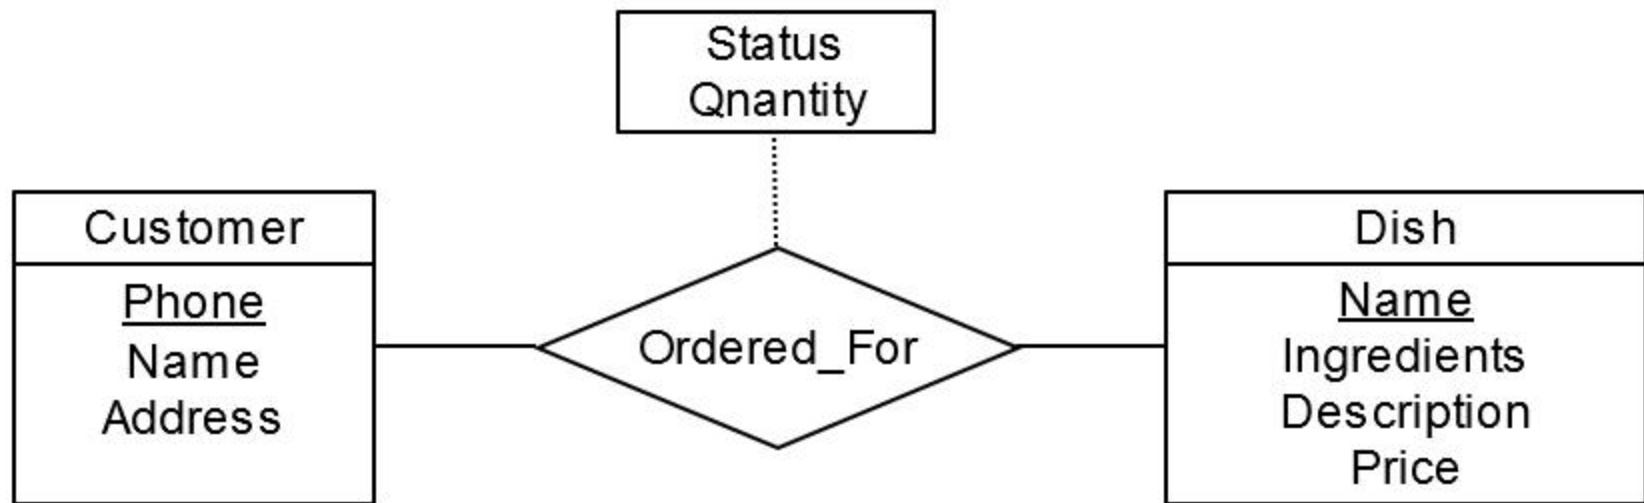 Status
Qnantity
Customer
Phone
Name
Address
Ordered_For
Dish
Name
Ingredients
Description
Price